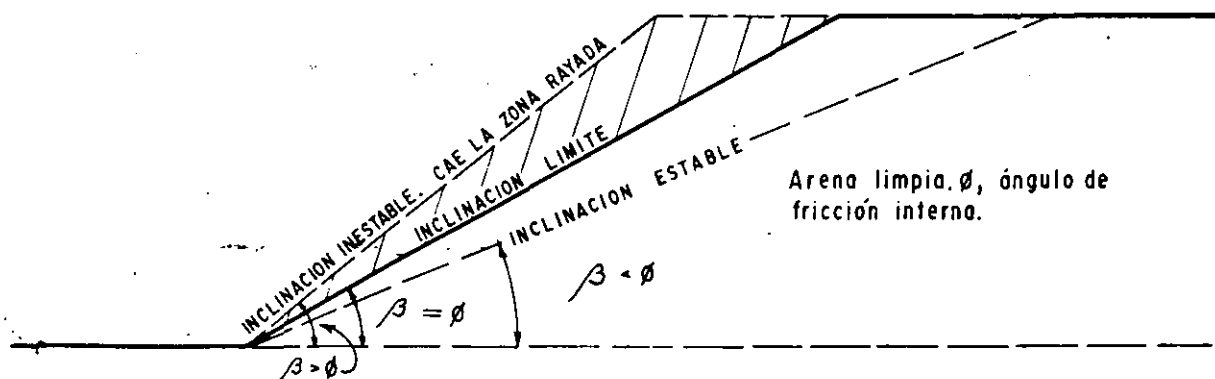 INCLINACION INESTABLE. CAE LA ZONA RAYADA
INCLINACION LIMITE
INCLINACION ESTABLE
Arena limpia. ø, ángulo de
fricción interna.
β < ø
β = ø
β > ø